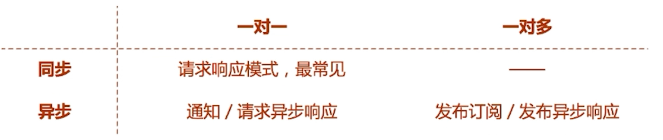 一对一 一对多
同步 请求响应模式，最常见 ——
异步 通知 / 请求异步响应 发布订阅 / 发布异步响应